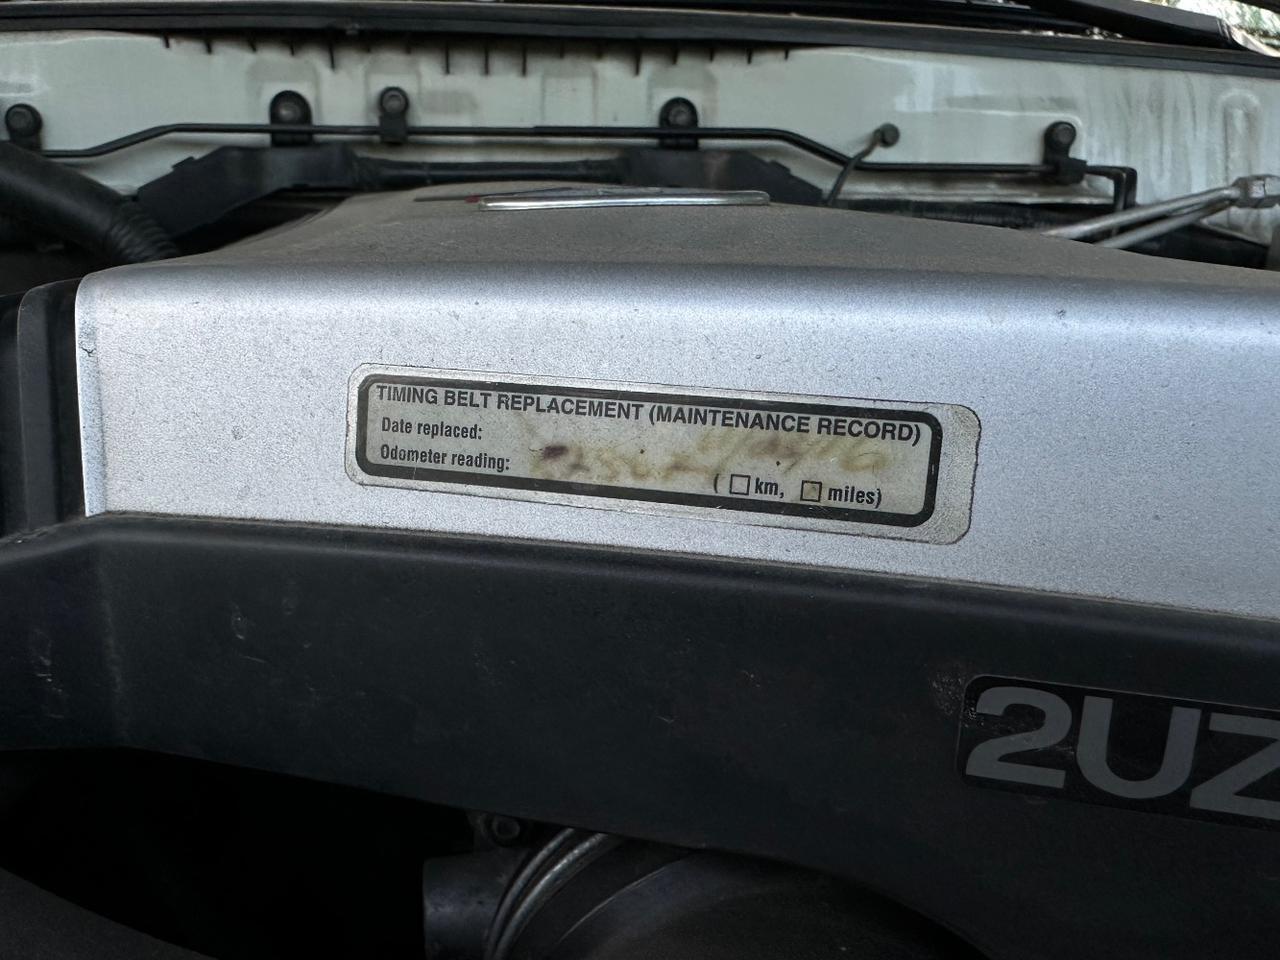 TIMING BELT REPLACEMENT (MAINTENANCE RECORD)
Date replaced:
Odometer reading:
( km, miles)
2UZ